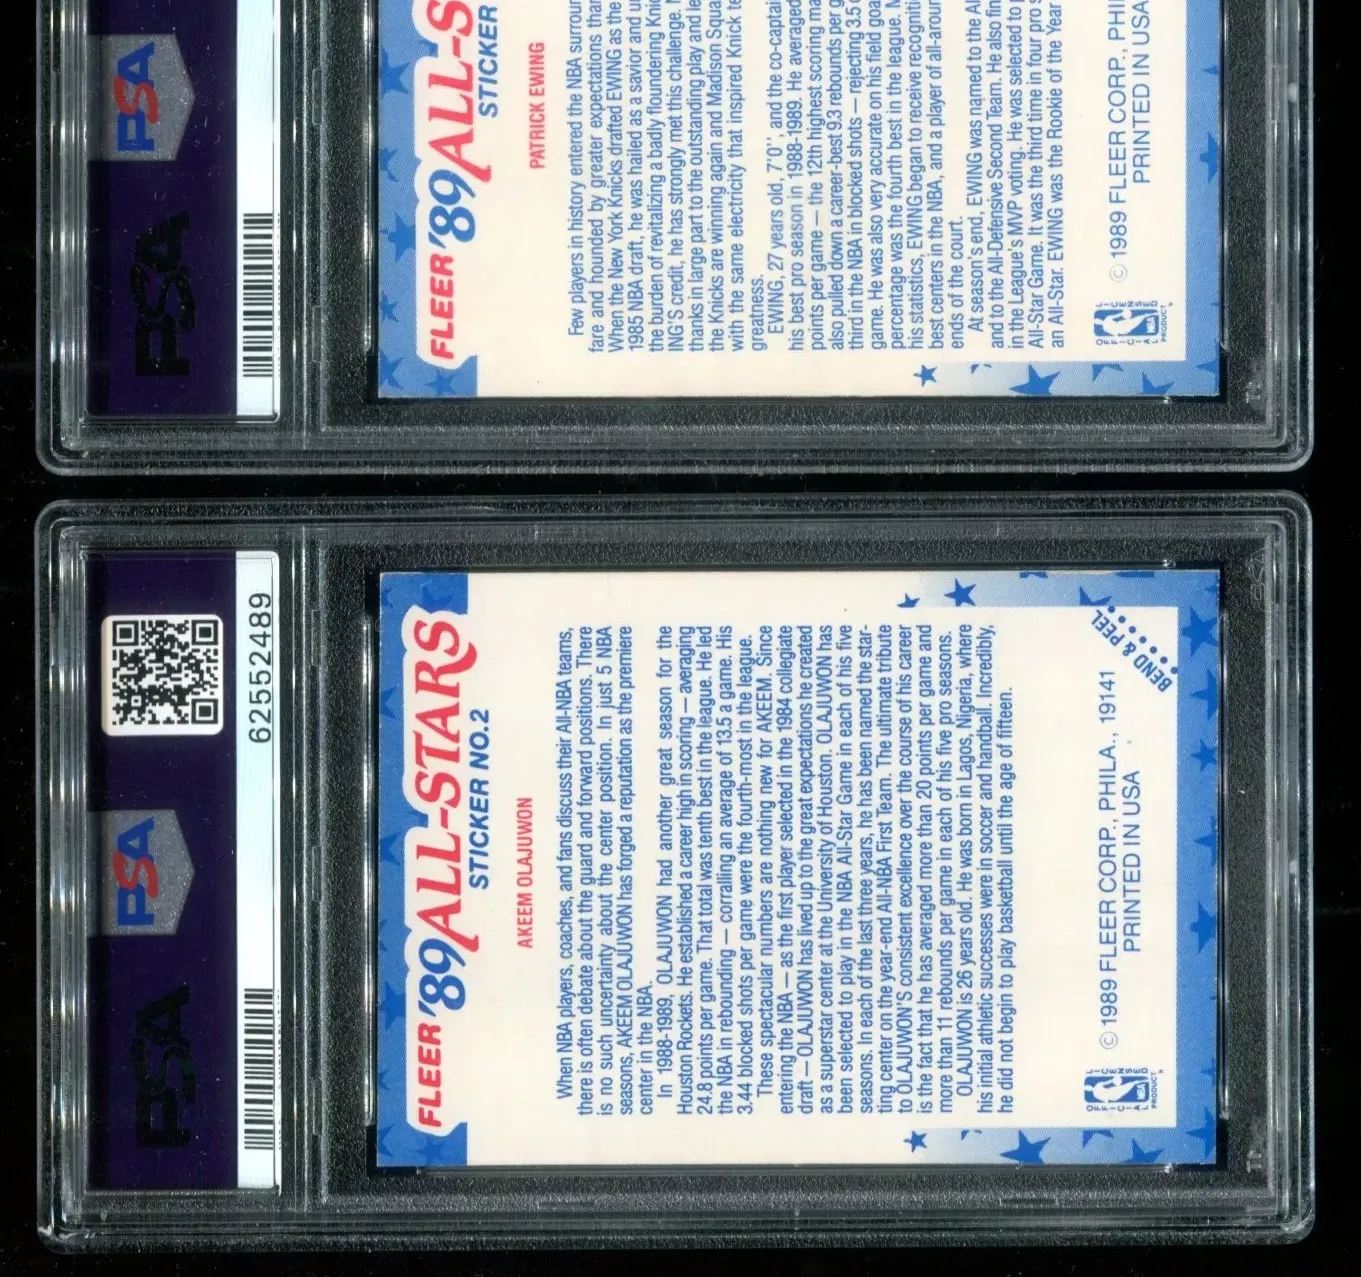 PSA
PSA
FLEER '89 ALL-S
STICKER
PATRICK EWING
Few players in history entered the NBA surrou
fare and hounded by greater expectations than
When the New York Knicks drafted EWING as the
1985 NBA draft, he was hailed as a savior and
the burden of revitalizing a badly floundering Knic
ING'S credit, he has strongly met this challenge.
thanks in large part to the outstanding play and le
the Knicks are winning again and Madison Squa
with the same electricity that inspired Knick te
greatness.
EWING, 27 years old, 7'0", and the co-captai
his best pro season in 1988-1989. He averaged
points per game — the 12th highest scoring ma
also pulled down a career-best 9.3 rebounds per g
third in the NBA in blocked shots — rejecting 3.5
game. He was also very accurate on his field goa
percentage was the fourth best in the league. M
his statistics, EWING began to receive recogniti
best centers in the NBA, and a player of all-aroun
ends of the court.
At season's end, EWING was named to the Al
and to the All-Defensive Second Team. He also fin
in the League's MVP voting. He was selected to p
All-Star Game. It was the third time in four pro s
an All-Star. EWING was the Rookie of the Year
OFFICIAL LICENSED
NBA
PRODUCT
© 1989 FLEER CORP., PHI
PRINTED IN USA
PSA
PSA
62552489
FLEER '89 ALL-STARS
STICKER NO. 2
AKEEM OLAJUWON
When NBA players, coaches, and fans discuss their All-NBA teams,
there is often debate about the guard and forward positions. There
is no such uncertainty about the center position. In just 5 NBA
seasons, AKEEM OLAJUWON has forged a reputation as the premiere
center in the NBA.
In 1988-1989, OLAJUWON had another great season for the
Houston Rockets. He established a career high in scoring — averaging
24.8 points per game. That total was tenth best in the league. He led
the NBA in rebounding — corraling an average of 13.5 a game. His
3.44 blocked shots per game were the fourth-most in the league.
These spectacular numbers are nothing new for AKEEM. Since
entering the NBA — as the first player selected in the 1984 collegiate
draft — OLAJUWON has lived up to the great expectations he created
as a superstar center at the University of Houston. OLAJUWON has
been selected to play in the NBA All-Star Game in each of his five
seasons. In each of the last three years, he has been named the star-
ting center on the year-end All-NBA First Team. The ultimate tribute
to OLAJUWON'S consistent excellence over the course of his career
is the fact that he has averaged more than 20 points per game and
more than 11 rebounds per game in each of his five pro seasons.
OLAJUWON is 26 years old. He was born in Lagos, Nigeria, where
his initial athletic successes were in soccer and handball. Incredibly,
he did not begin to play basketball until the age of fifteen.
OFFICIAL LICENSED
NBA
PRODUCT
© 1989 FLEER CORP., PHILA., 19141
PRINTED IN USA
BEND & PEEL